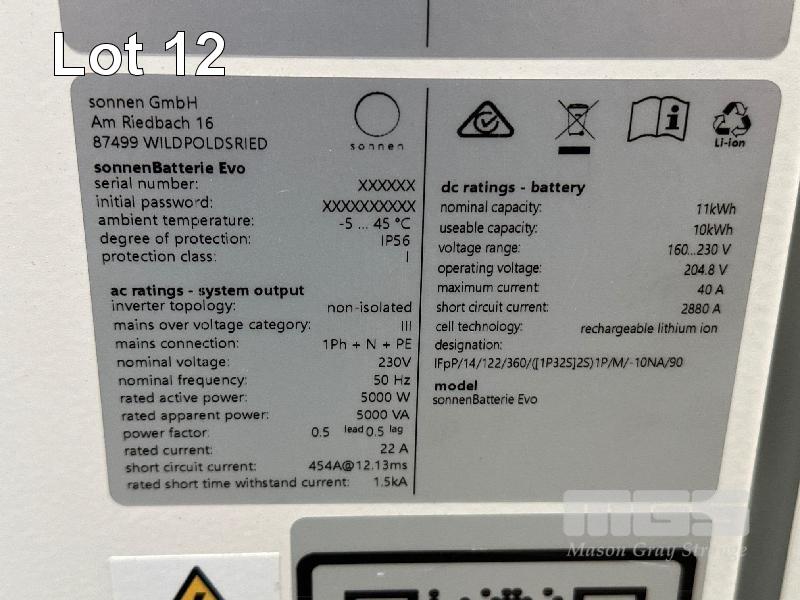 Lot 12
sonnen GmbH
Am Riedbach 16
87499 WILDPOLDSRIED
sonnen
sonnenBatterie Evo
serial number: XXXXXX
initial password: XXXXXXXXXX
ambient temperature: -5 ... 45 °C
degree of protection: IP56
protection class: I
ac ratings - system output
inverter topology: non-isolated
mains over voltage category: III
mains connection: 1Ph + N + PE
nominal voltage: 230V
nominal frequency: 50 Hz
rated active power: 5000 W
rated apparent power: 5000 VA
power factor: 0.5 lead 0.5 lag
rated current: 22 A
short circuit current: 454A@12.13ms
rated short time withstand current: 1.5kA
Li-ion
dc ratings - battery
nominal capacity: 11kWh
useable capacity: 10kWh
voltage range: 160...230 V
operating voltage: 204.8 V
maximum current: 40 A
short circuit current: 2880 A
cell technology: rechargeable lithium ion
designation:
IFpP/14/122/360/([1P32S]2S)1P/M/-10NA/90
model
sonnenBatterie Evo
MGS
Mason Gray Strange